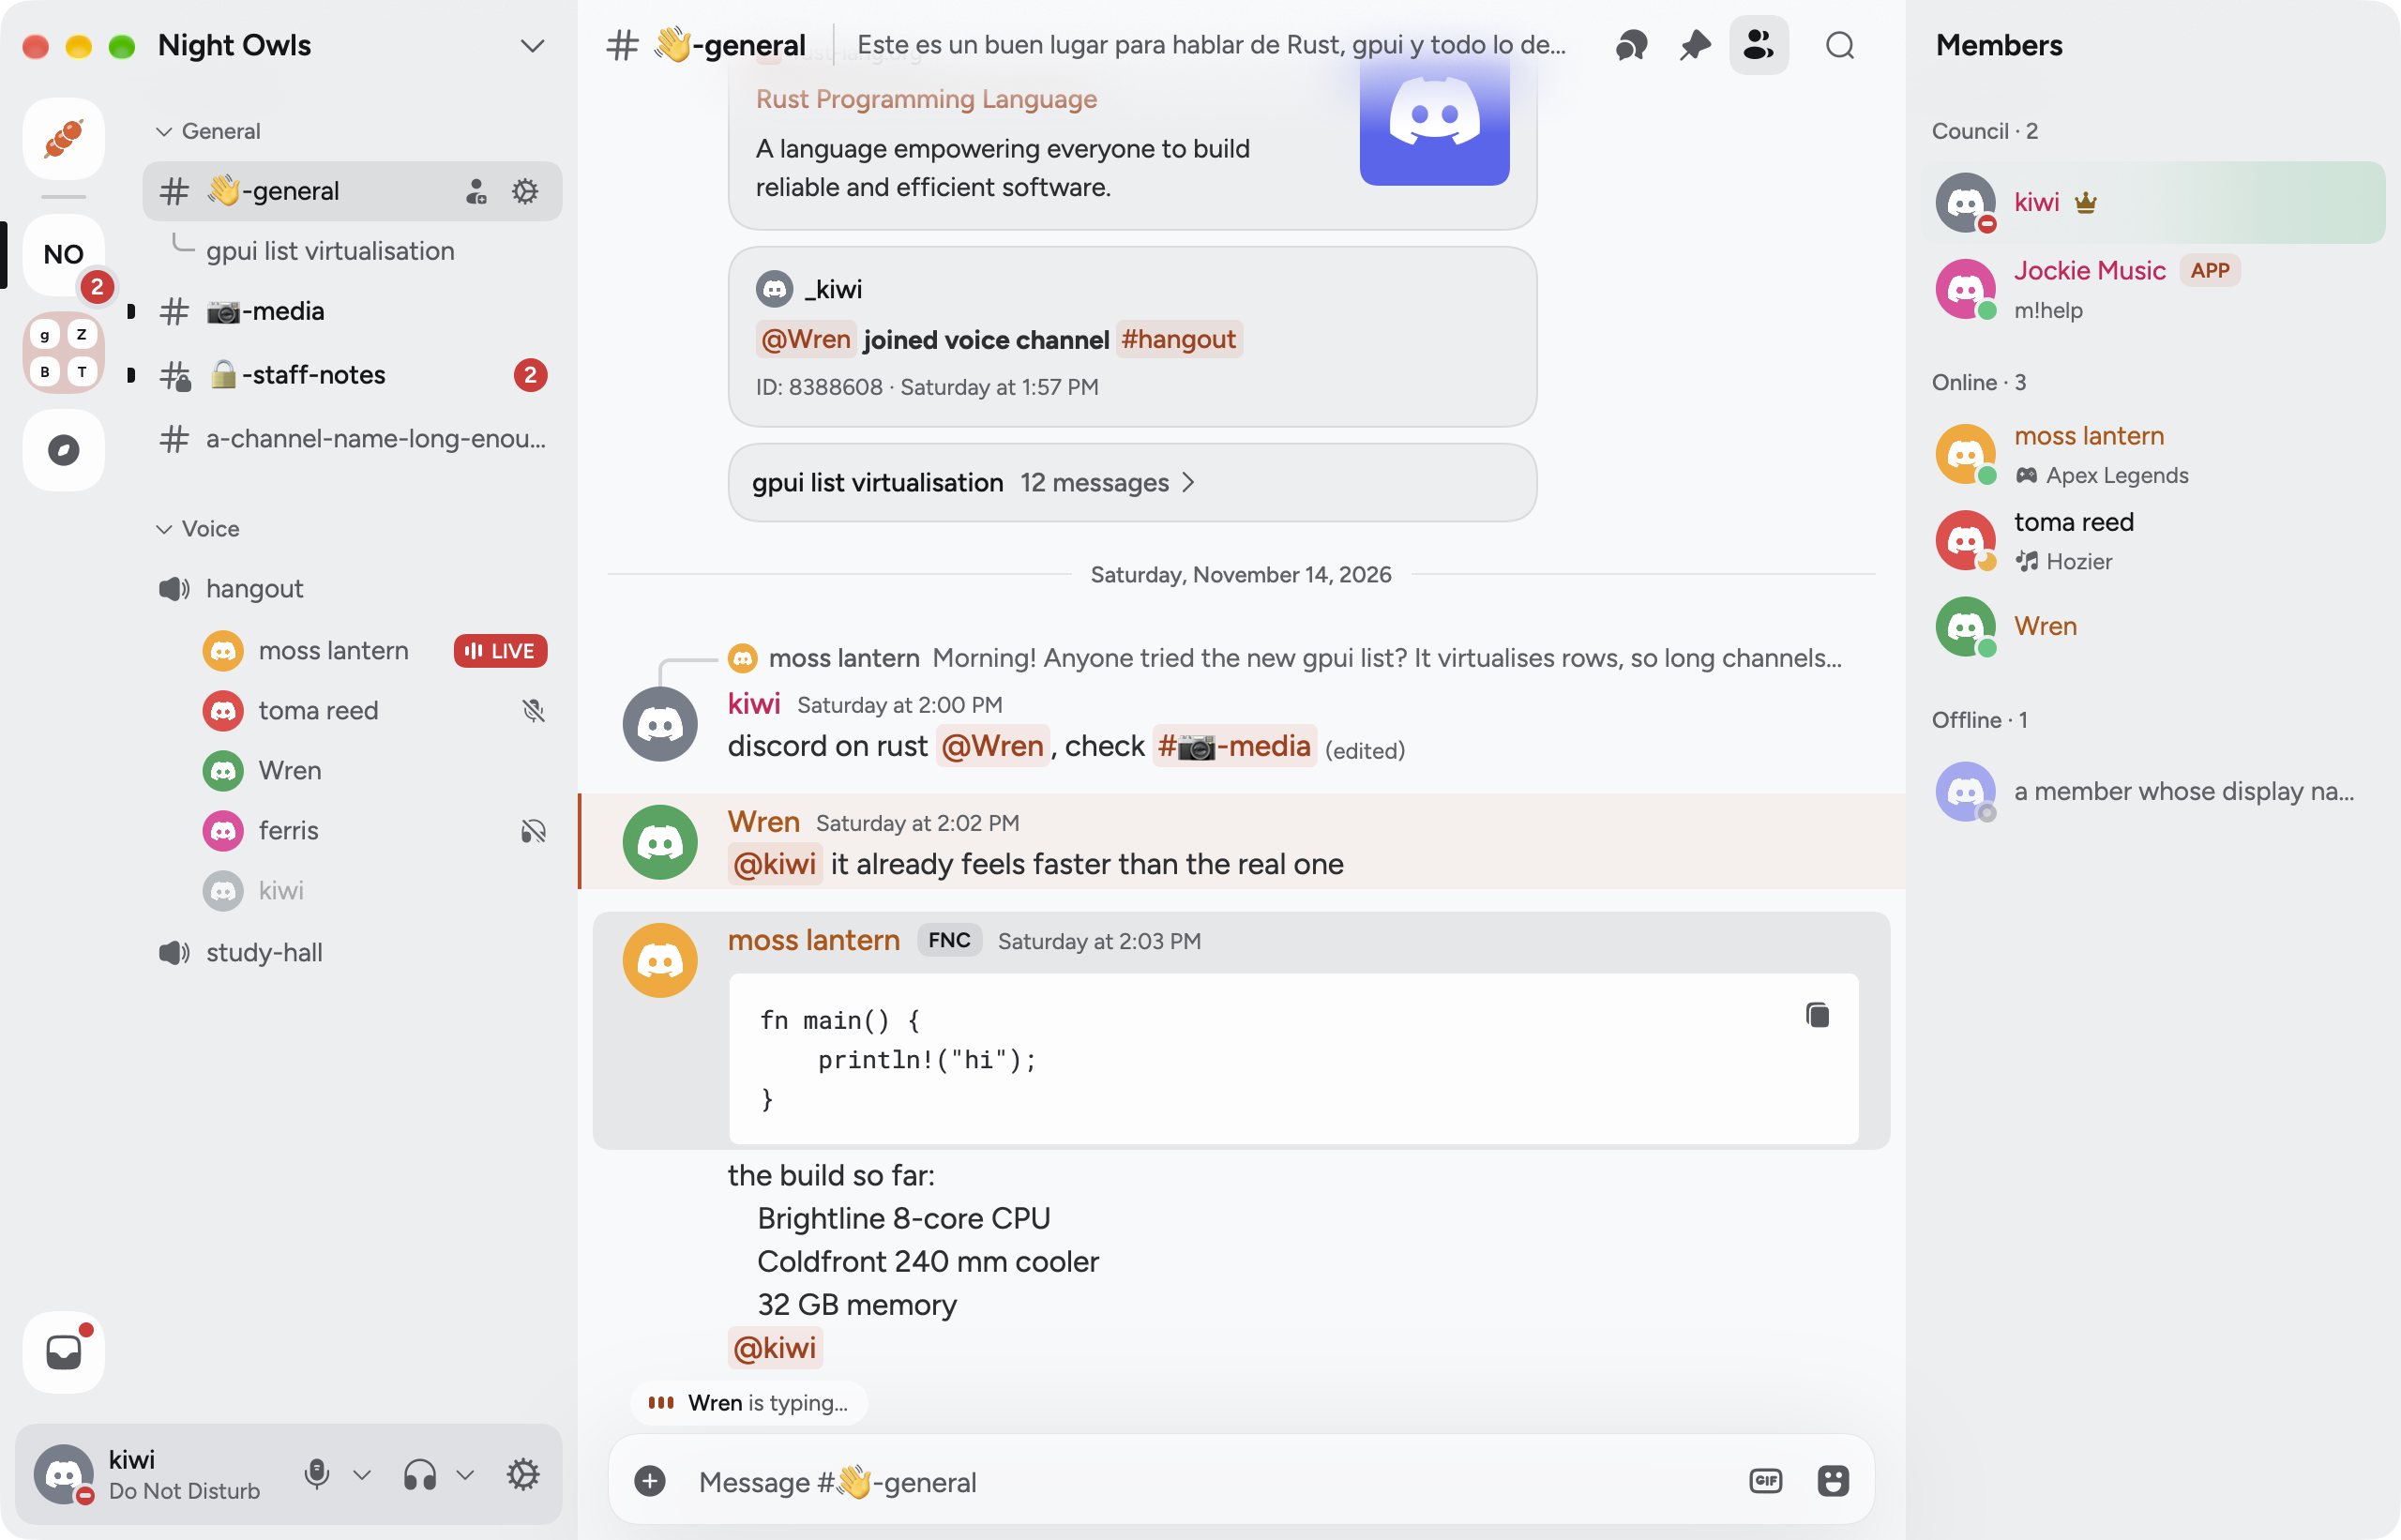 Night Owls
NO
2
g Z
B T
General
👋-general
gpui list virtualisation
📷-media
🔒-staff-notes
2
a-channel-name-long-enou...
Voice
hangout
moss lantern
LIVE
toma reed
Wren
ferris
kiwi
study-hall
kiwi
Do Not Disturb
# 👋-general
Este es un buen lugar para hablar de Rust, gpui y todo lo de...
rust-lang.org
Rust Programming Language
A language empowering everyone to build
reliable and efficient software.
_kiwi
@Wren joined voice channel #hangout
ID: 8388608 · Saturday at 1:57 PM
gpui list virtualisation 12 messages
Saturday, November 14, 2026
moss lantern Morning! Anyone tried the new gpui list? It virtualises rows, so long channels...
kiwi Saturday at 2:00 PM
discord on rust @Wren, check #📷-media (edited)
Wren Saturday at 2:02 PM
@kiwi it already feels faster than the real one
moss lantern FNC Saturday at 2:03 PM
fn main() {
    println!("hi");
}
the build so far:
Brightline 8-core CPU
Coldfront 240 mm cooler
32 GB memory
@kiwi
Wren is typing...
Message #👋-general
GIF
Members
Council · 2
kiwi
Jockie Music APP
m!help
Online · 3
moss lantern
Apex Legends
toma reed
Hozier
Wren
Offline · 1
a member whose display na...